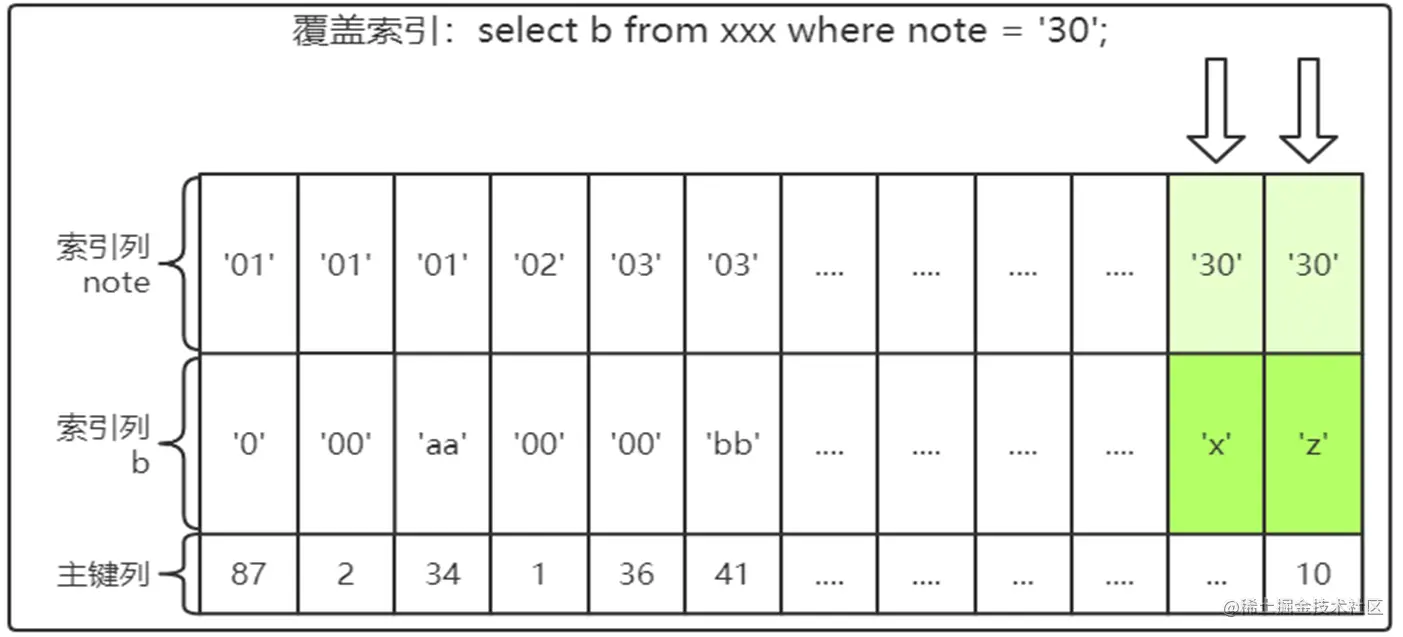 覆盖索引：select b from xxx where note = '30';
索引列 note '01' '01' '01' '02' '03' '03' .... .... .... .... '30' '30'
索引列 b '0' '00' 'aa' '00' '00' 'bb' .... .... .... .... 'x' 'z'
主键列 87 2 34 1 36 41 .... .... ... .... ... 10
@稀土掘金技术社区